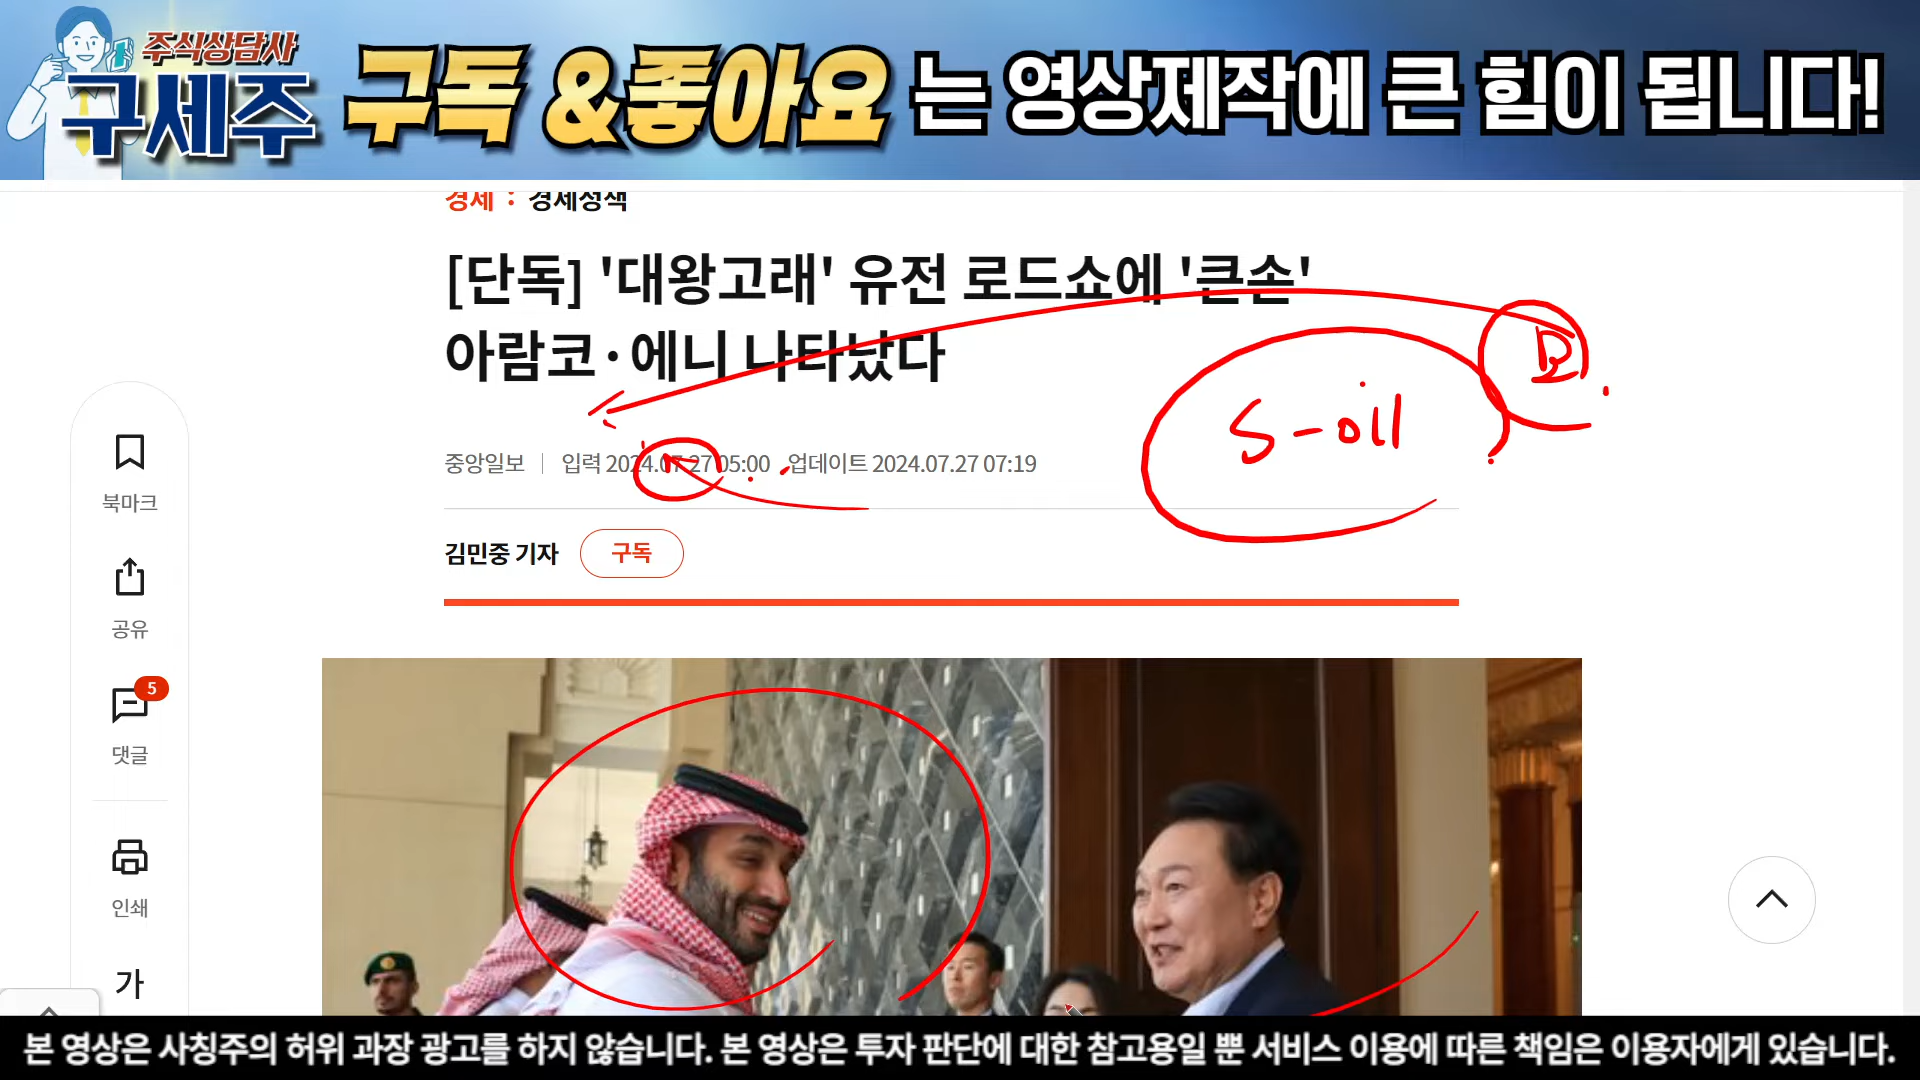 주식상담사
구세주
구독 &좋아요 는 영상제작에 큰 힘이 됩니다!
경제 : 경제정책
[단독] '대왕고래' 유전 로드쇼에 '큰손'
아람코·에니 나타났다
S-oil
중앙일보 | 입력 2024.07.27 05:00 업데이트 2024.07.27 07:19
김민중 기자 구독
북마크
공유
5
댓글
인쇄
가
본 영상은 사칭주의 허위 과장 광고를 하지 않습니다. 본 영상은 투자 판단에 대한 참고용일 뿐 서비스 이용에 따른 책임은 이용자에게 있습니다.